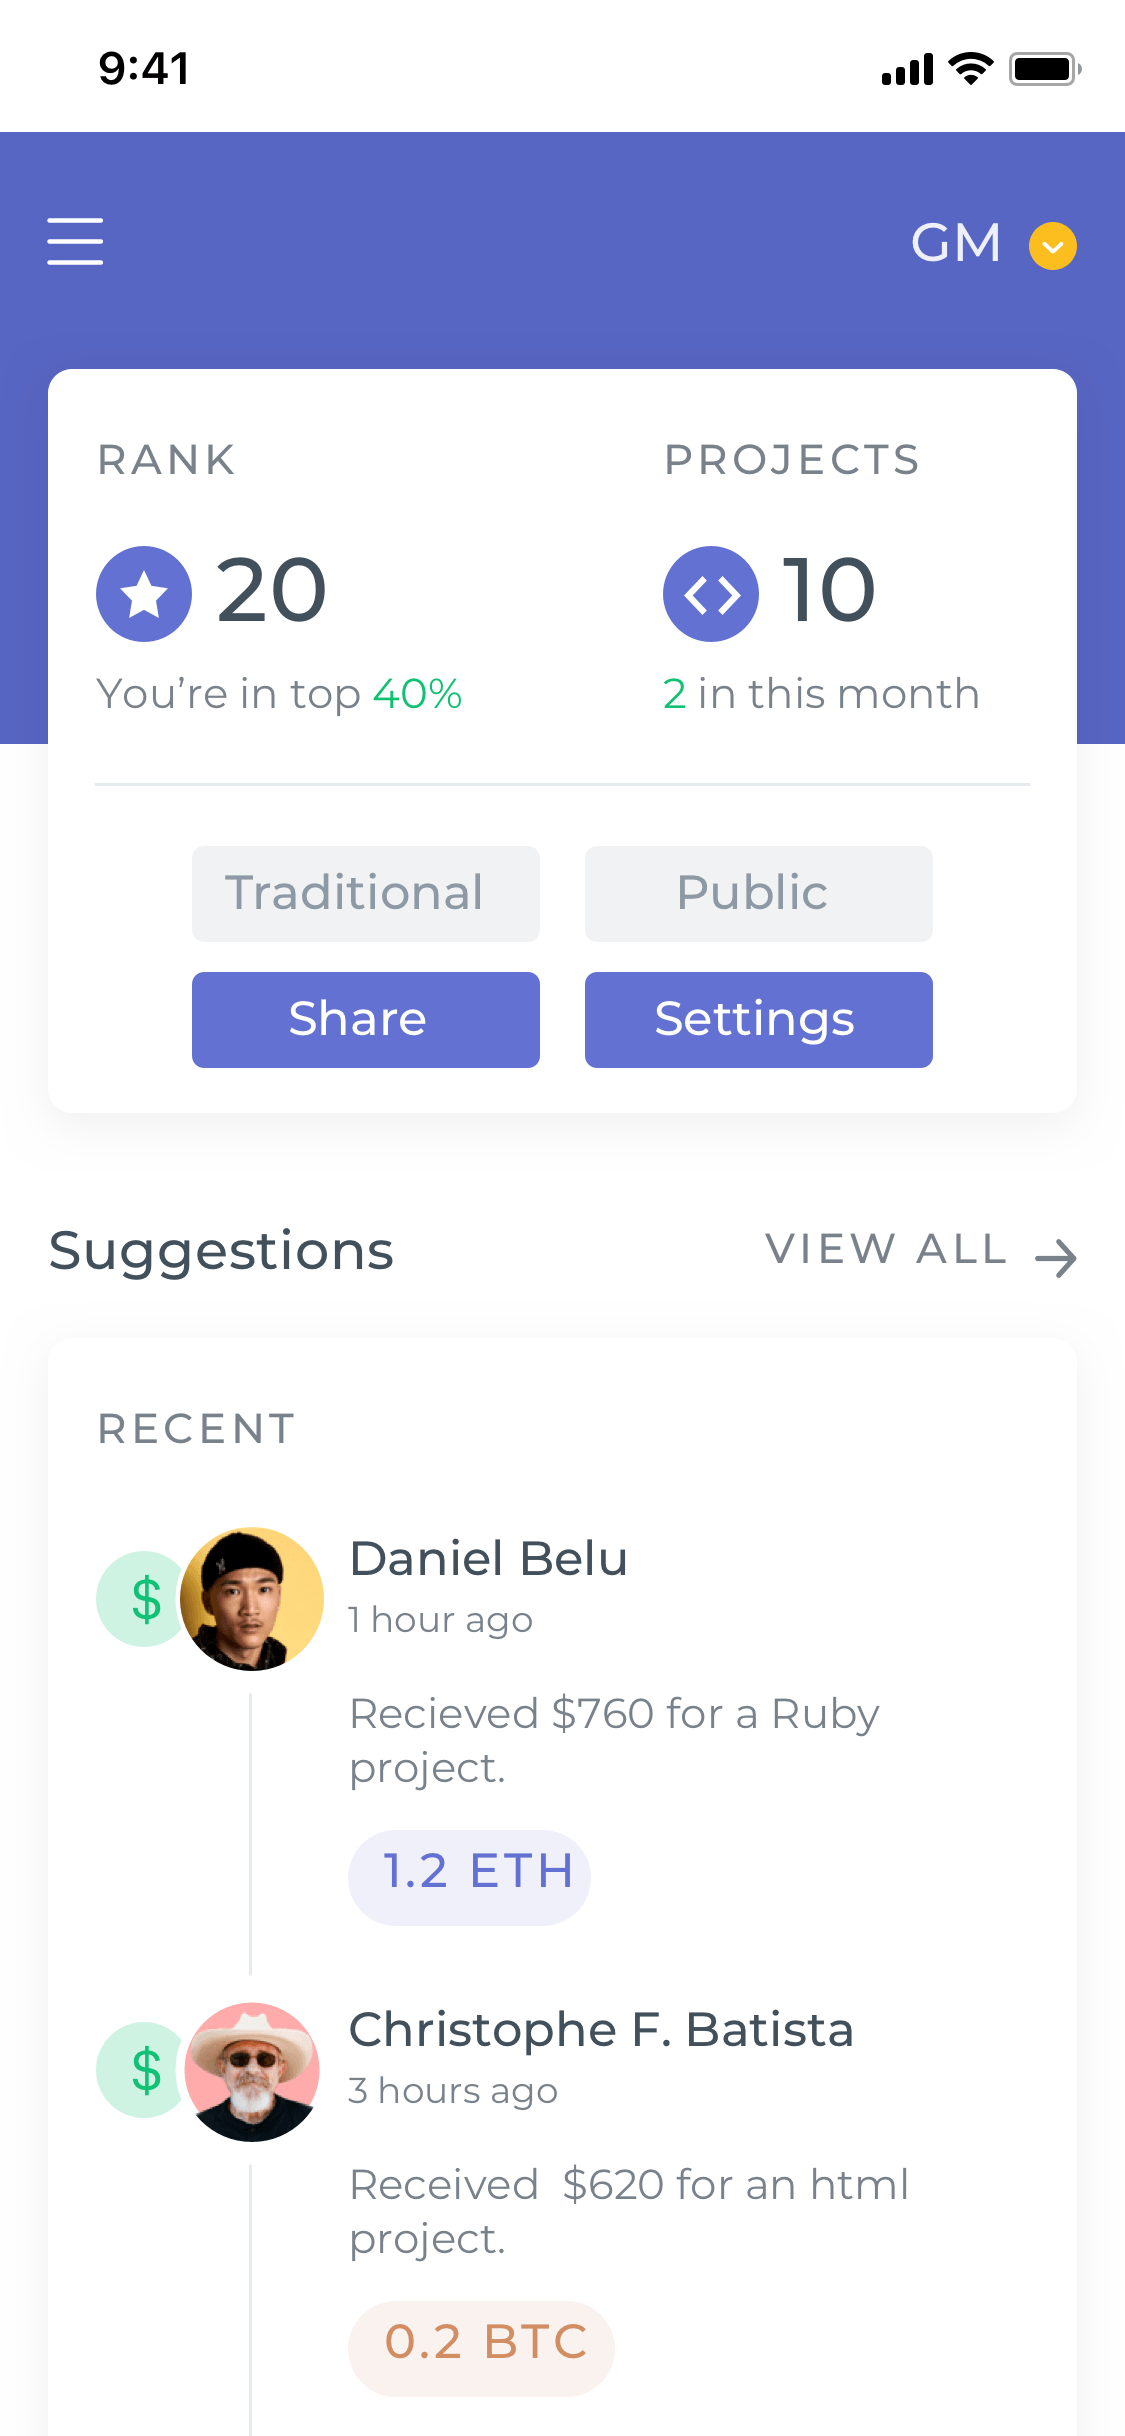 9:41
GM
RANK
PROJECTS
20
10
You’re in top 40%
2 in this month
Traditional
Public
Share
Settings
Suggestions
VIEW ALL
RECENT
$
Daniel Belu
1 hour ago
Recieved $760 for a Ruby
project.
1.2 ETH
$
Christophe F. Batista
3 hours ago
Received  $620 for an html
project.
0.2 BTC